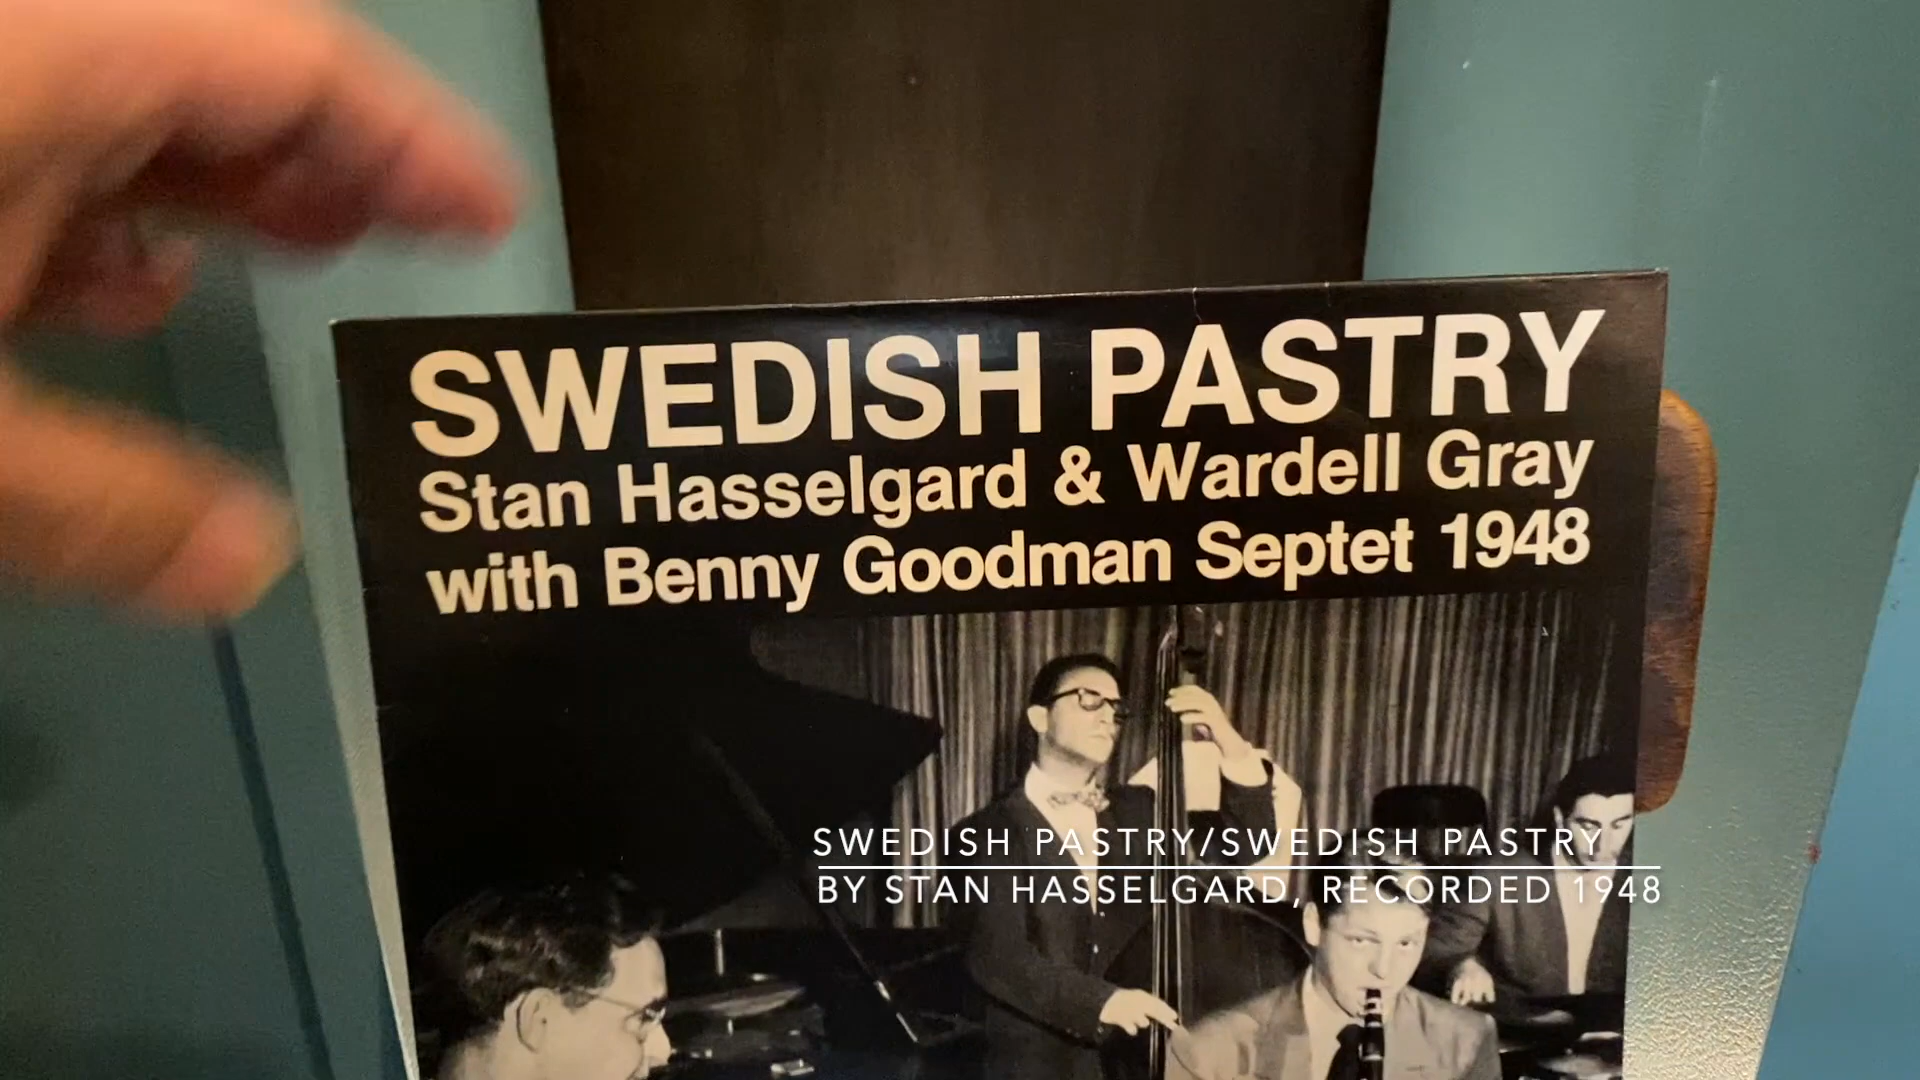 SWEDISH PASTRY
Stan Hasselgard & Wardell Gray
with Benny Goodman Septet 1948
SWEDISH PASTRY/SWEDISH PASTRY
BY STAN HASSELGARD, RECORDED 1948